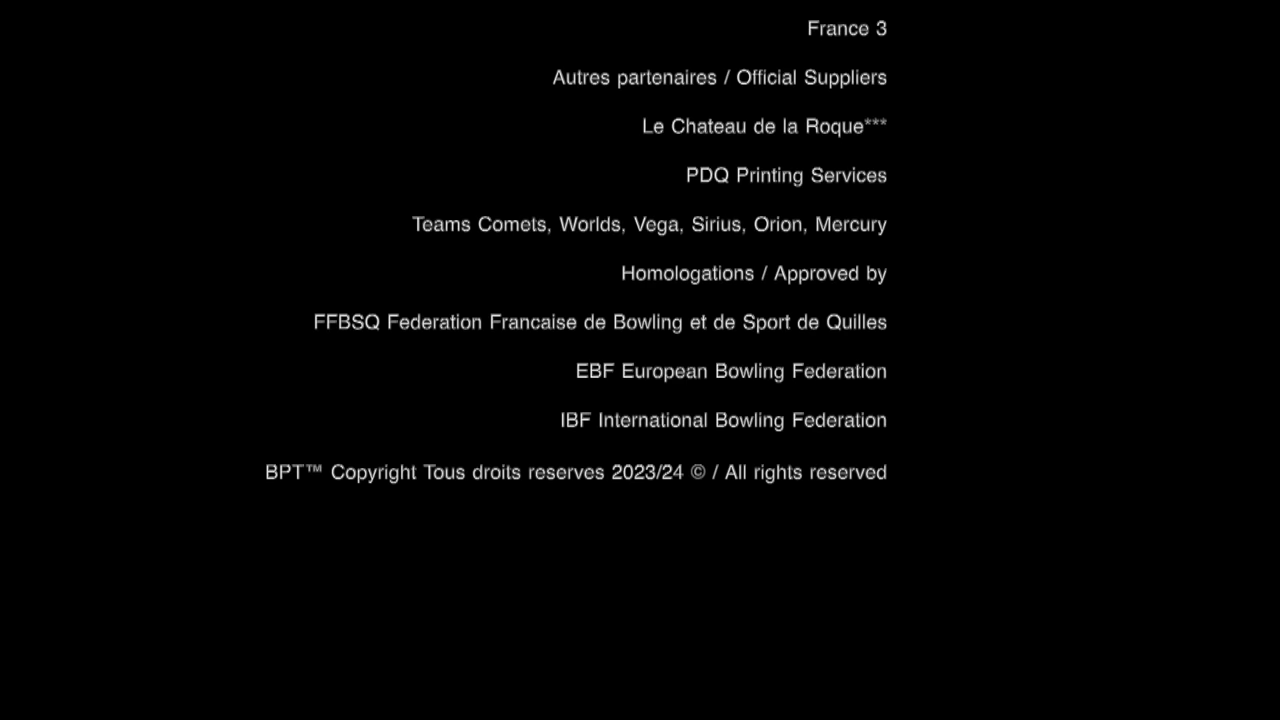 France 3
Autres partenaires / Official Suppliers
Le Chateau de la Roque***
PDQ Printing Services
Teams Comets, Worlds, Vega, Sirius, Orion, Mercury
Homologations / Approved by
FFBSQ Federation Francaise de Bowling et de Sport de Quilles
EBF European Bowling Federation
IBF International Bowling Federation
BPT™ Copyright Tous droits reserves 2023/24 © / All rights reserved